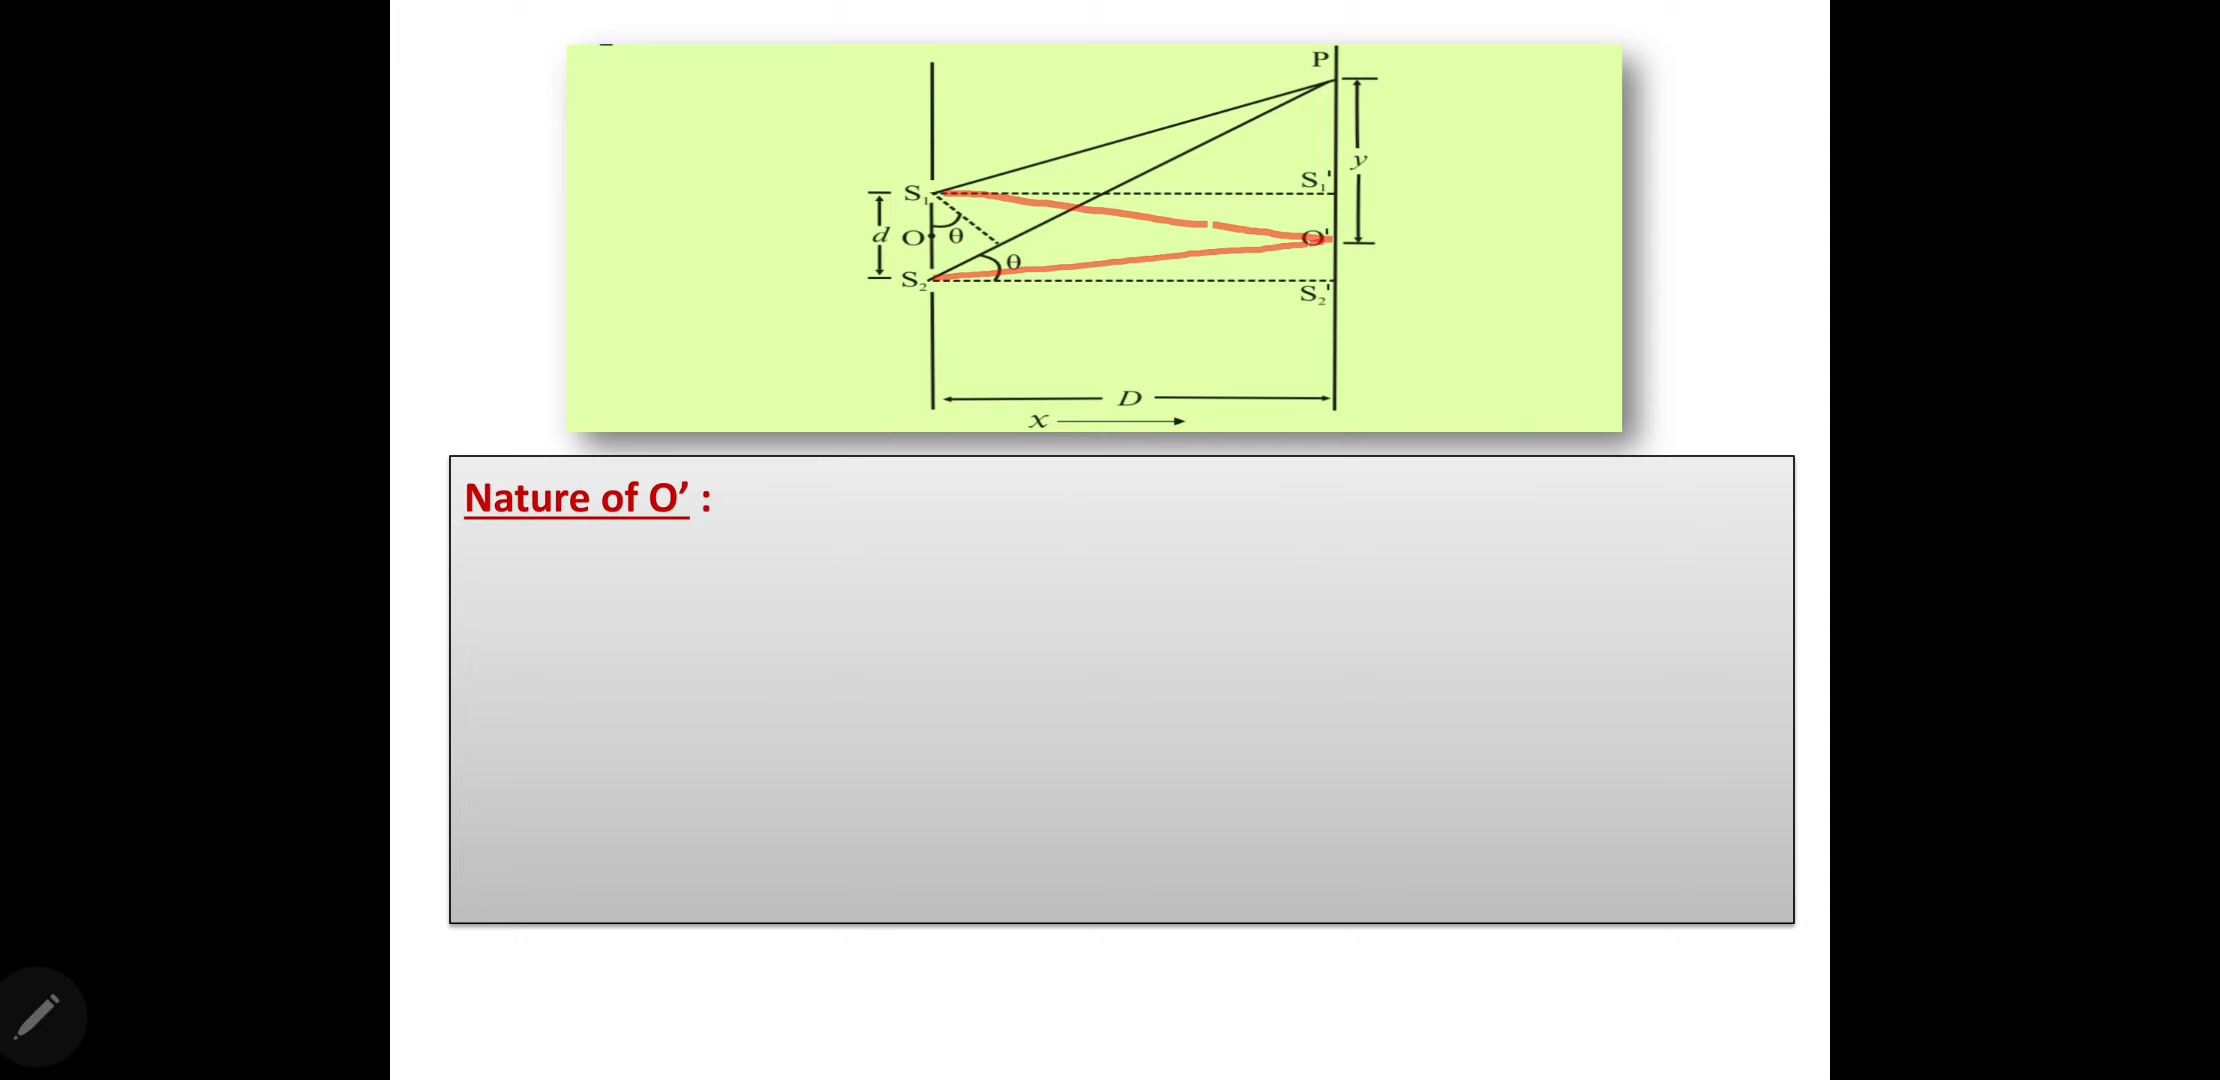 P
y
S₁'
S₁
d
O
θ
O'
θ
S₂
S₂'
D
x
Nature of O’ :